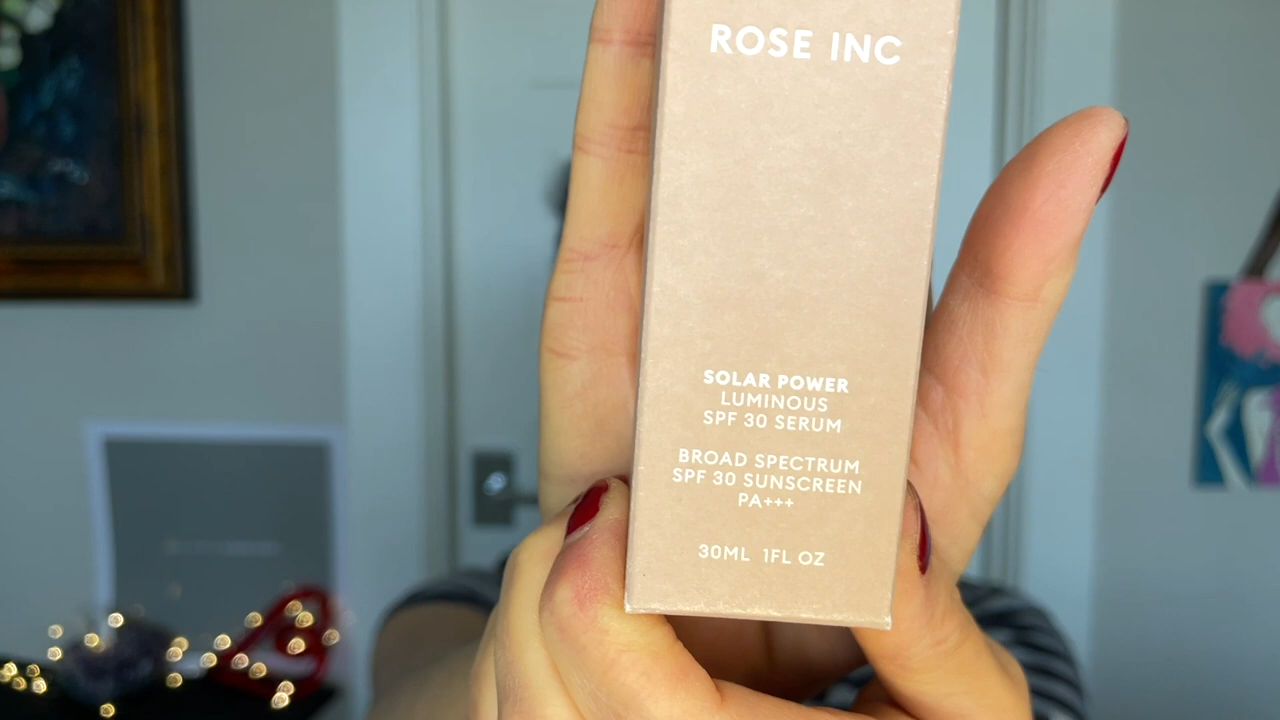 ROSE INC
SOLAR POWER
LUMINOUS
SPF 30 SERUM
BROAD SPECTRUM
SPF 30 SUNSCREEN
PA+++
30ML 1FL OZ